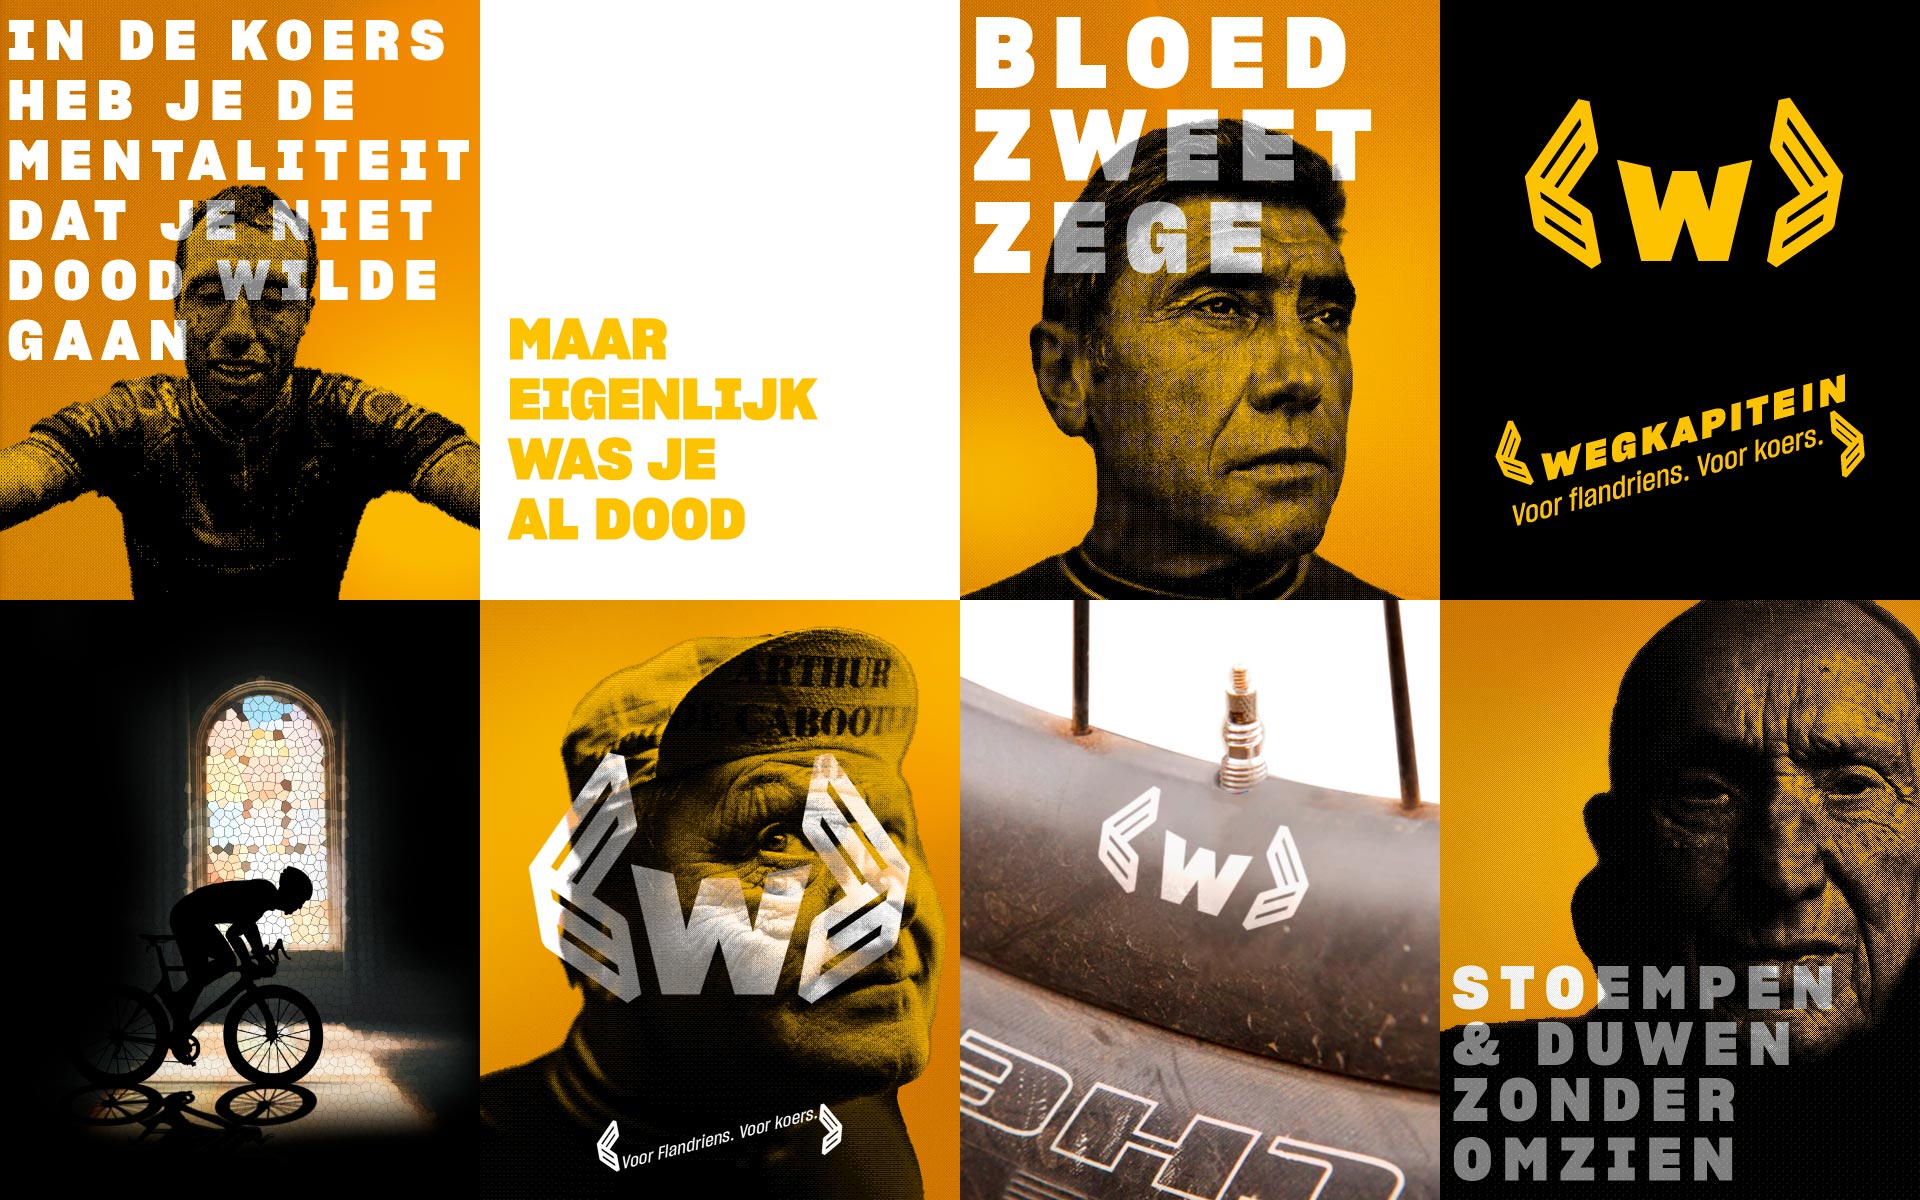 IN DE KOERS
HEB JE DE
MENTALITEIT
DAT JE NIET
DOOD WILDE
GAAN
MAAR
EIGENLIJK
WAS JE
AL DOOD
BLOED
ZWEET
ZEGE
W
WEGKAPITEIN
Voor flandriens. Voor koers.
ARTHUR
W
Voor Flandriens. Voor koers.
W
STOEMPEN
& DUWEN
ZONDER
OMZIEN